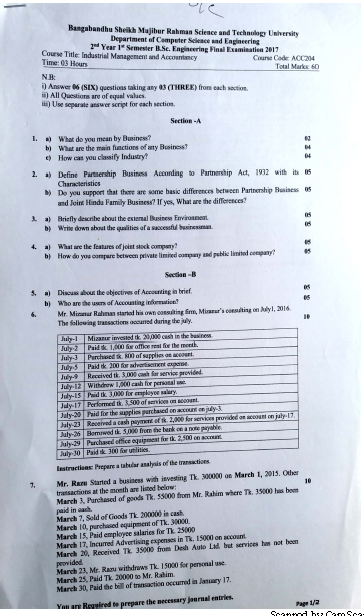 Bangabandhu Sheikh Mujibur Rahman Science and Technology University
Department of Computer Science and Engineering
2nd Year 1st Semester B.Sc. Engineering Final Examination 2017
Course Title: Industrial Management and Accountancy Course Code: ACC204
Time: 03 Hours Total Marks: 60
N.B:
i) Answer 06 (SIX) questions taking any 03 (THREE) from each section.
ii) All Questions are of equal values.
iii) Use separate answer script for each section.
Section -A
1. a) What do you mean by Business? 02
b) What are the main functions of any Business? 04
c) How can you classify Industry? 04
2. a) Define Partnership Business According to Partnership Act, 1932 with its 05
Characteristics
b) Do you support that there are some basic differences between Partnership Business 05
and Joint Hindu Family Business? If yes, What are the differences?
3. a) Briefly describe about the external Business Environment. 05
b) Write down about the qualities of a successful businessman. 05
4. a) What are the features of joint stock company? 05
b) How do you compare between private limited company and public limited company? 05
Section –B
5. a) Discuss about the objectives of Accounting in brief. 05
b) Who are the users of Accounting information? 05
6. Mr. Mizanur Rahman started his own consulting firm, Mizanur's consulting on July1, 2016. 10
The following transactions occurred during the july.
July-1 Mizanur invested tk. 20,000 cash in the business.
July-2 Paid tk. 1,000 for office rest for the month.
July-3 Purchased tk. 800 of supplies on account.
July-5 Paid tk. 200 for advertisement expense.
July-9 Received tk. 3,000 cash for service provided.
July-12 Withdrew 1,000 cash for personal use.
July-15 Paid tk. 3,000 for employee salary.
July-17 Performed tk. 3,500 of services on account.
July-20 Paid for the supplies purchased on account on july-3.
July-23 Received a cash payment of tk. 2,000 for services provided on account on july-17.
July-26 Borrowed tk. 5,000 from the bank on a note payable.
July-29 Purchased office equipment for tk. 2,500 on account.
July-30 Paid tk. 300 for utilities.
Instructions: Prepare a tabular analysis of the transactions.
7. Mr. Razu Started a business with investing Tk. 300000 on March 1, 2015. Other 10
transactions at the month are listed below:
March 3, Purchased of goods Tk. 55000 from Mr. Rahim where Tk. 35000 has been
paid in cash.
March 7, Sold of Goods Tk. 200000 in cash.
March 10, purchased equipment of Tk. 30000.
March 15, Paid employee salaries for Tk. 25000
March 17, Incurred Advertising expenses in Tk. 15000 on account.
March 20, Received Tk. 35000 from Desh Auto Ltd. but services has not been
provided.
March 23, Mr. Razu withdraws Tk. 15000 for personal use.
March 25, Paid Tk. 20000 to Mr. Rahim.
March 30, Paid the bill of transaction occurred in January 17.
You are Required to prepare the necessary journal entries.
Page 1/2